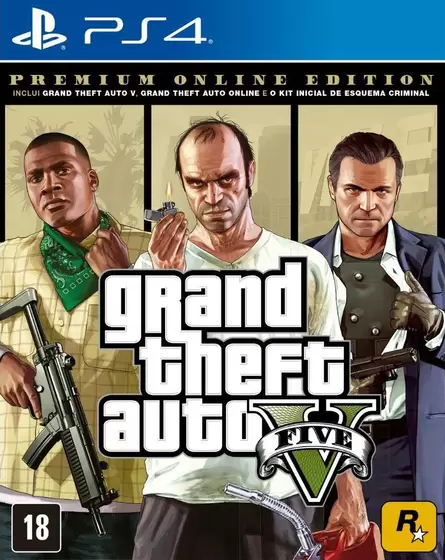 PS4
PREMIUM ONLINE EDITION
INCLUI GRAND THEFT AUTO V, GRAND THEFT AUTO ONLINE E O KIT INICIAL DE ESQUEMA CRIMINAL
grand
theft
auto V
FIVE
18
R